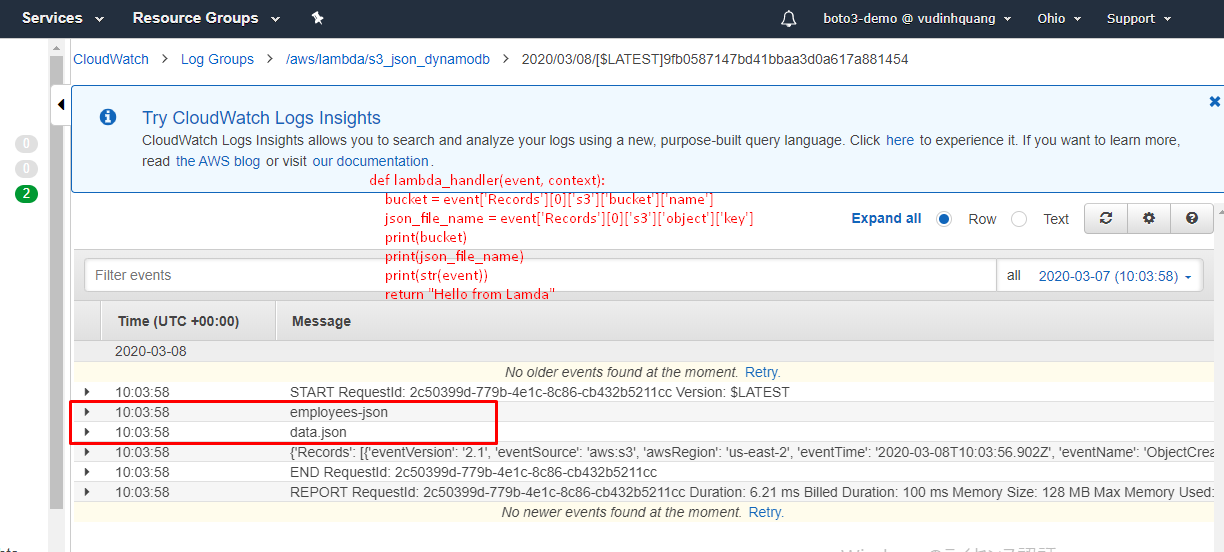 Services Resource Groups boto3-demo @ vudinhquang Ohio Support
CloudWatch Log Groups /aws/lambda/s3_json_dynamodb 2020/03/08/[$LATEST]9fb0587147bd41bbaa3d0a617a881454
Try CloudWatch Logs Insights
CloudWatch Logs Insights allows you to search and analyze your logs using a new, purpose-built query language. Click here to experience it. If you want to learn more,
read the AWS blog or visit our documentation.
0
0
2
def lambda_handler(event, context):
bucket = event['Records'][0]['s3']['bucket']['name']
json_file_name = event['Records'][0]['s3']['object']['key']
print(bucket)
print(json_file_name)
print(str(event))
return "Hello from Lamda"
Expand all Row Text
Filter events all 2020-03-07 (10:03:58)
Time (UTC +00:00) Message
2020-03-08
No older events found at the moment. Retry.
10:03:58 START RequestId: 2c50399d-779b-4e1c-8c86-cb432b5211cc Version: $LATEST
10:03:58 employees-json
10:03:58 data.json
10:03:58 {'Records': [{'eventVersion': '2.1', 'eventSource': 'aws:s3', 'awsRegion': 'us-east-2', 'eventTime': '2020-03-08T10:03:56.902Z', 'eventName': 'ObjectCrea
10:03:58 END RequestId: 2c50399d-779b-4e1c-8c86-cb432b5211cc
10:03:58 REPORT RequestId: 2c50399d-779b-4e1c-8c86-cb432b5211cc Duration: 6.21 ms Billed Duration: 100 ms Memory Size: 128 MB Max Memory Used:
No newer events found at the moment. Retry.